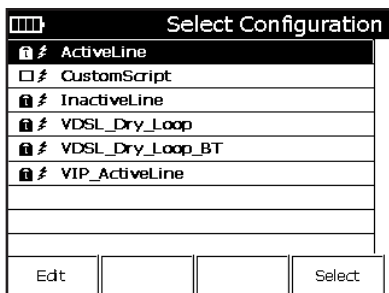 Select Configuration
ActiveLine
CustomScript
InactiveLine
VDSL_Dry_Loop
VDSL_Dry_Loop_BT
VIP_ActiveLine
Edit Select